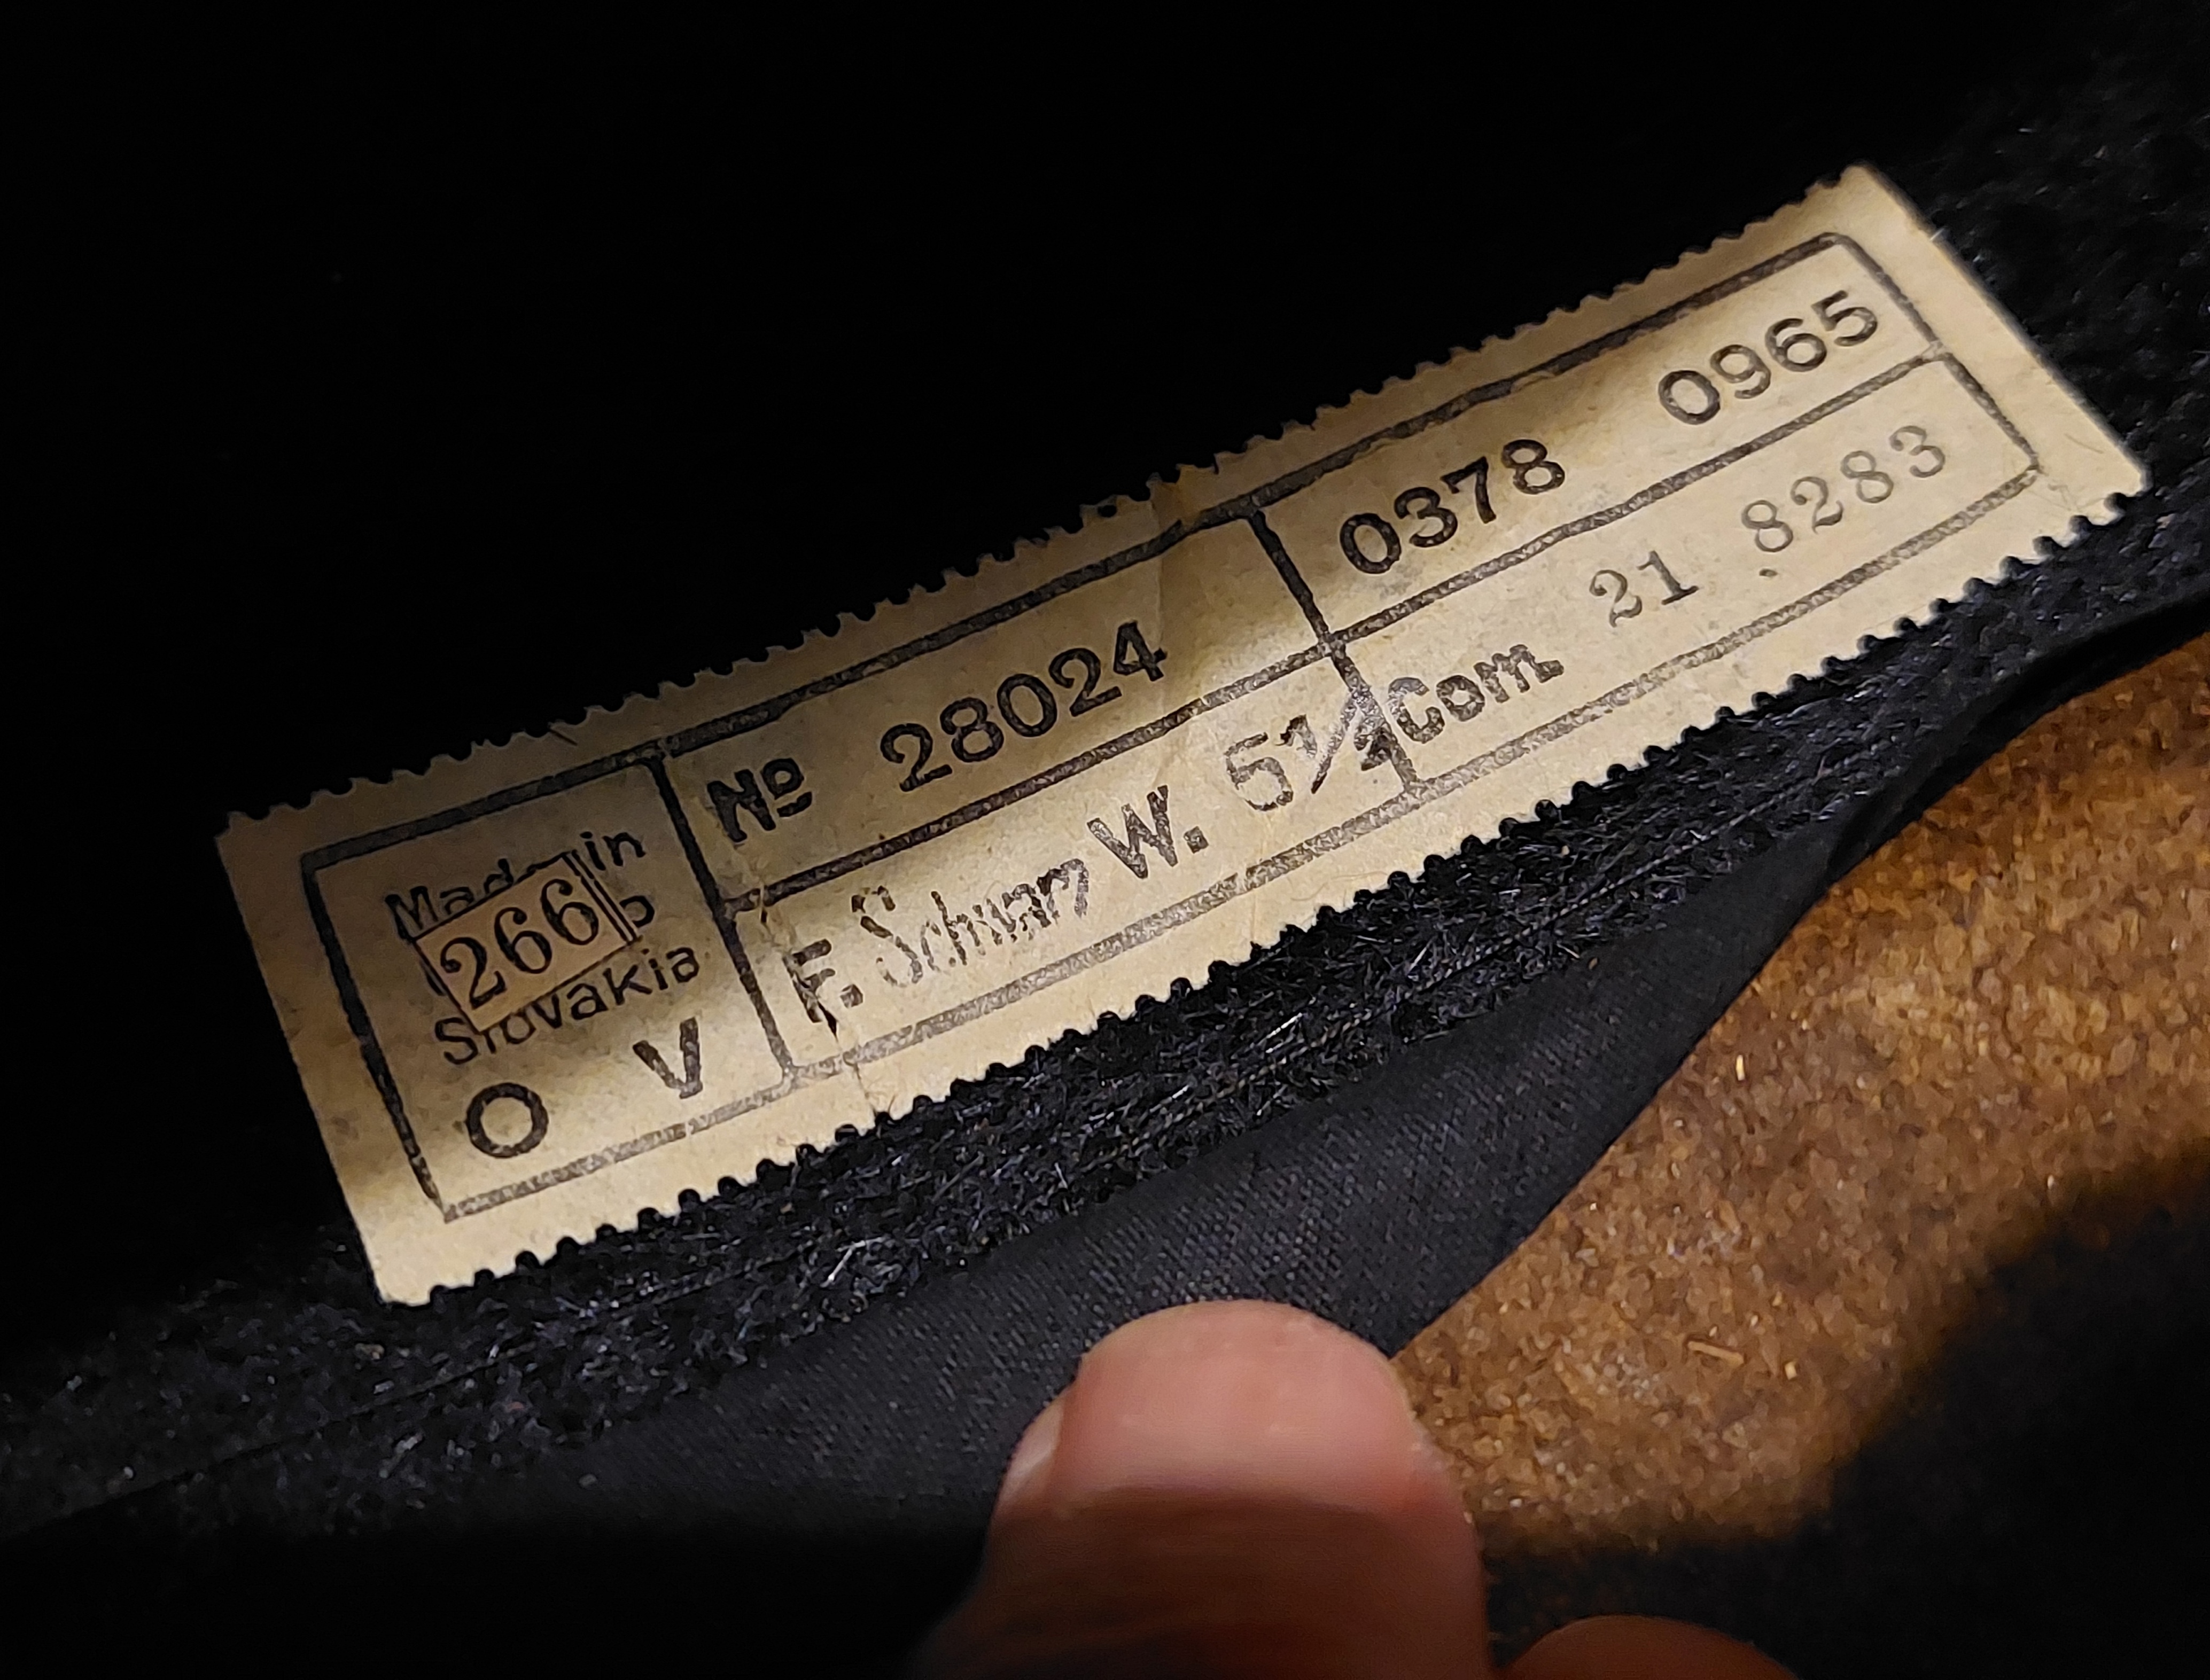 Made in
266 o
Slovakia
O V
No 28024
F. Schwarz W. 5½ com
0378 0965
21 8283